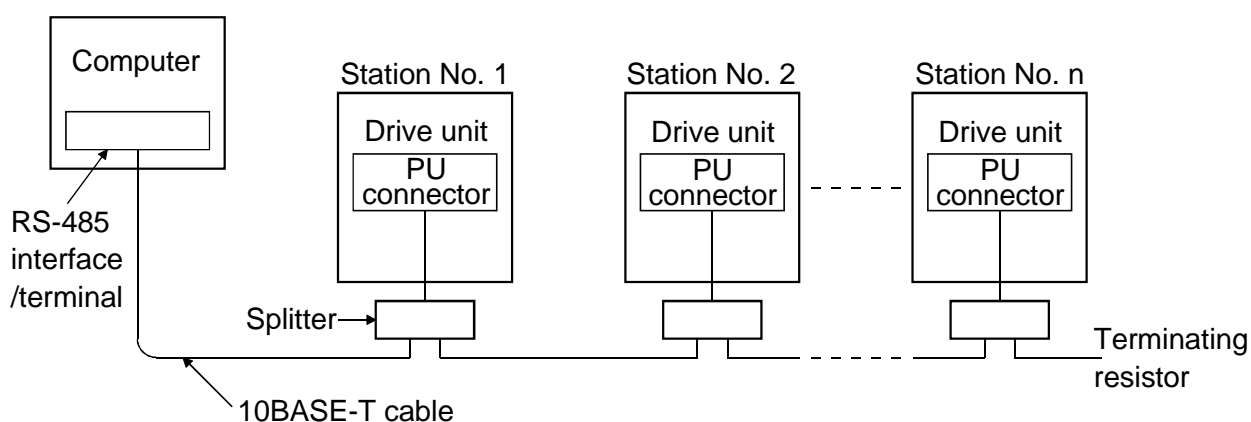 Computer
Station No. 1
Station No. 2
Station No. n
Drive unit
PU
connector
Drive unit
PU
connector
Drive unit
PU
connector
RS-485
interface
/terminal
Splitter
Terminating
resistor
10BASE-T cable